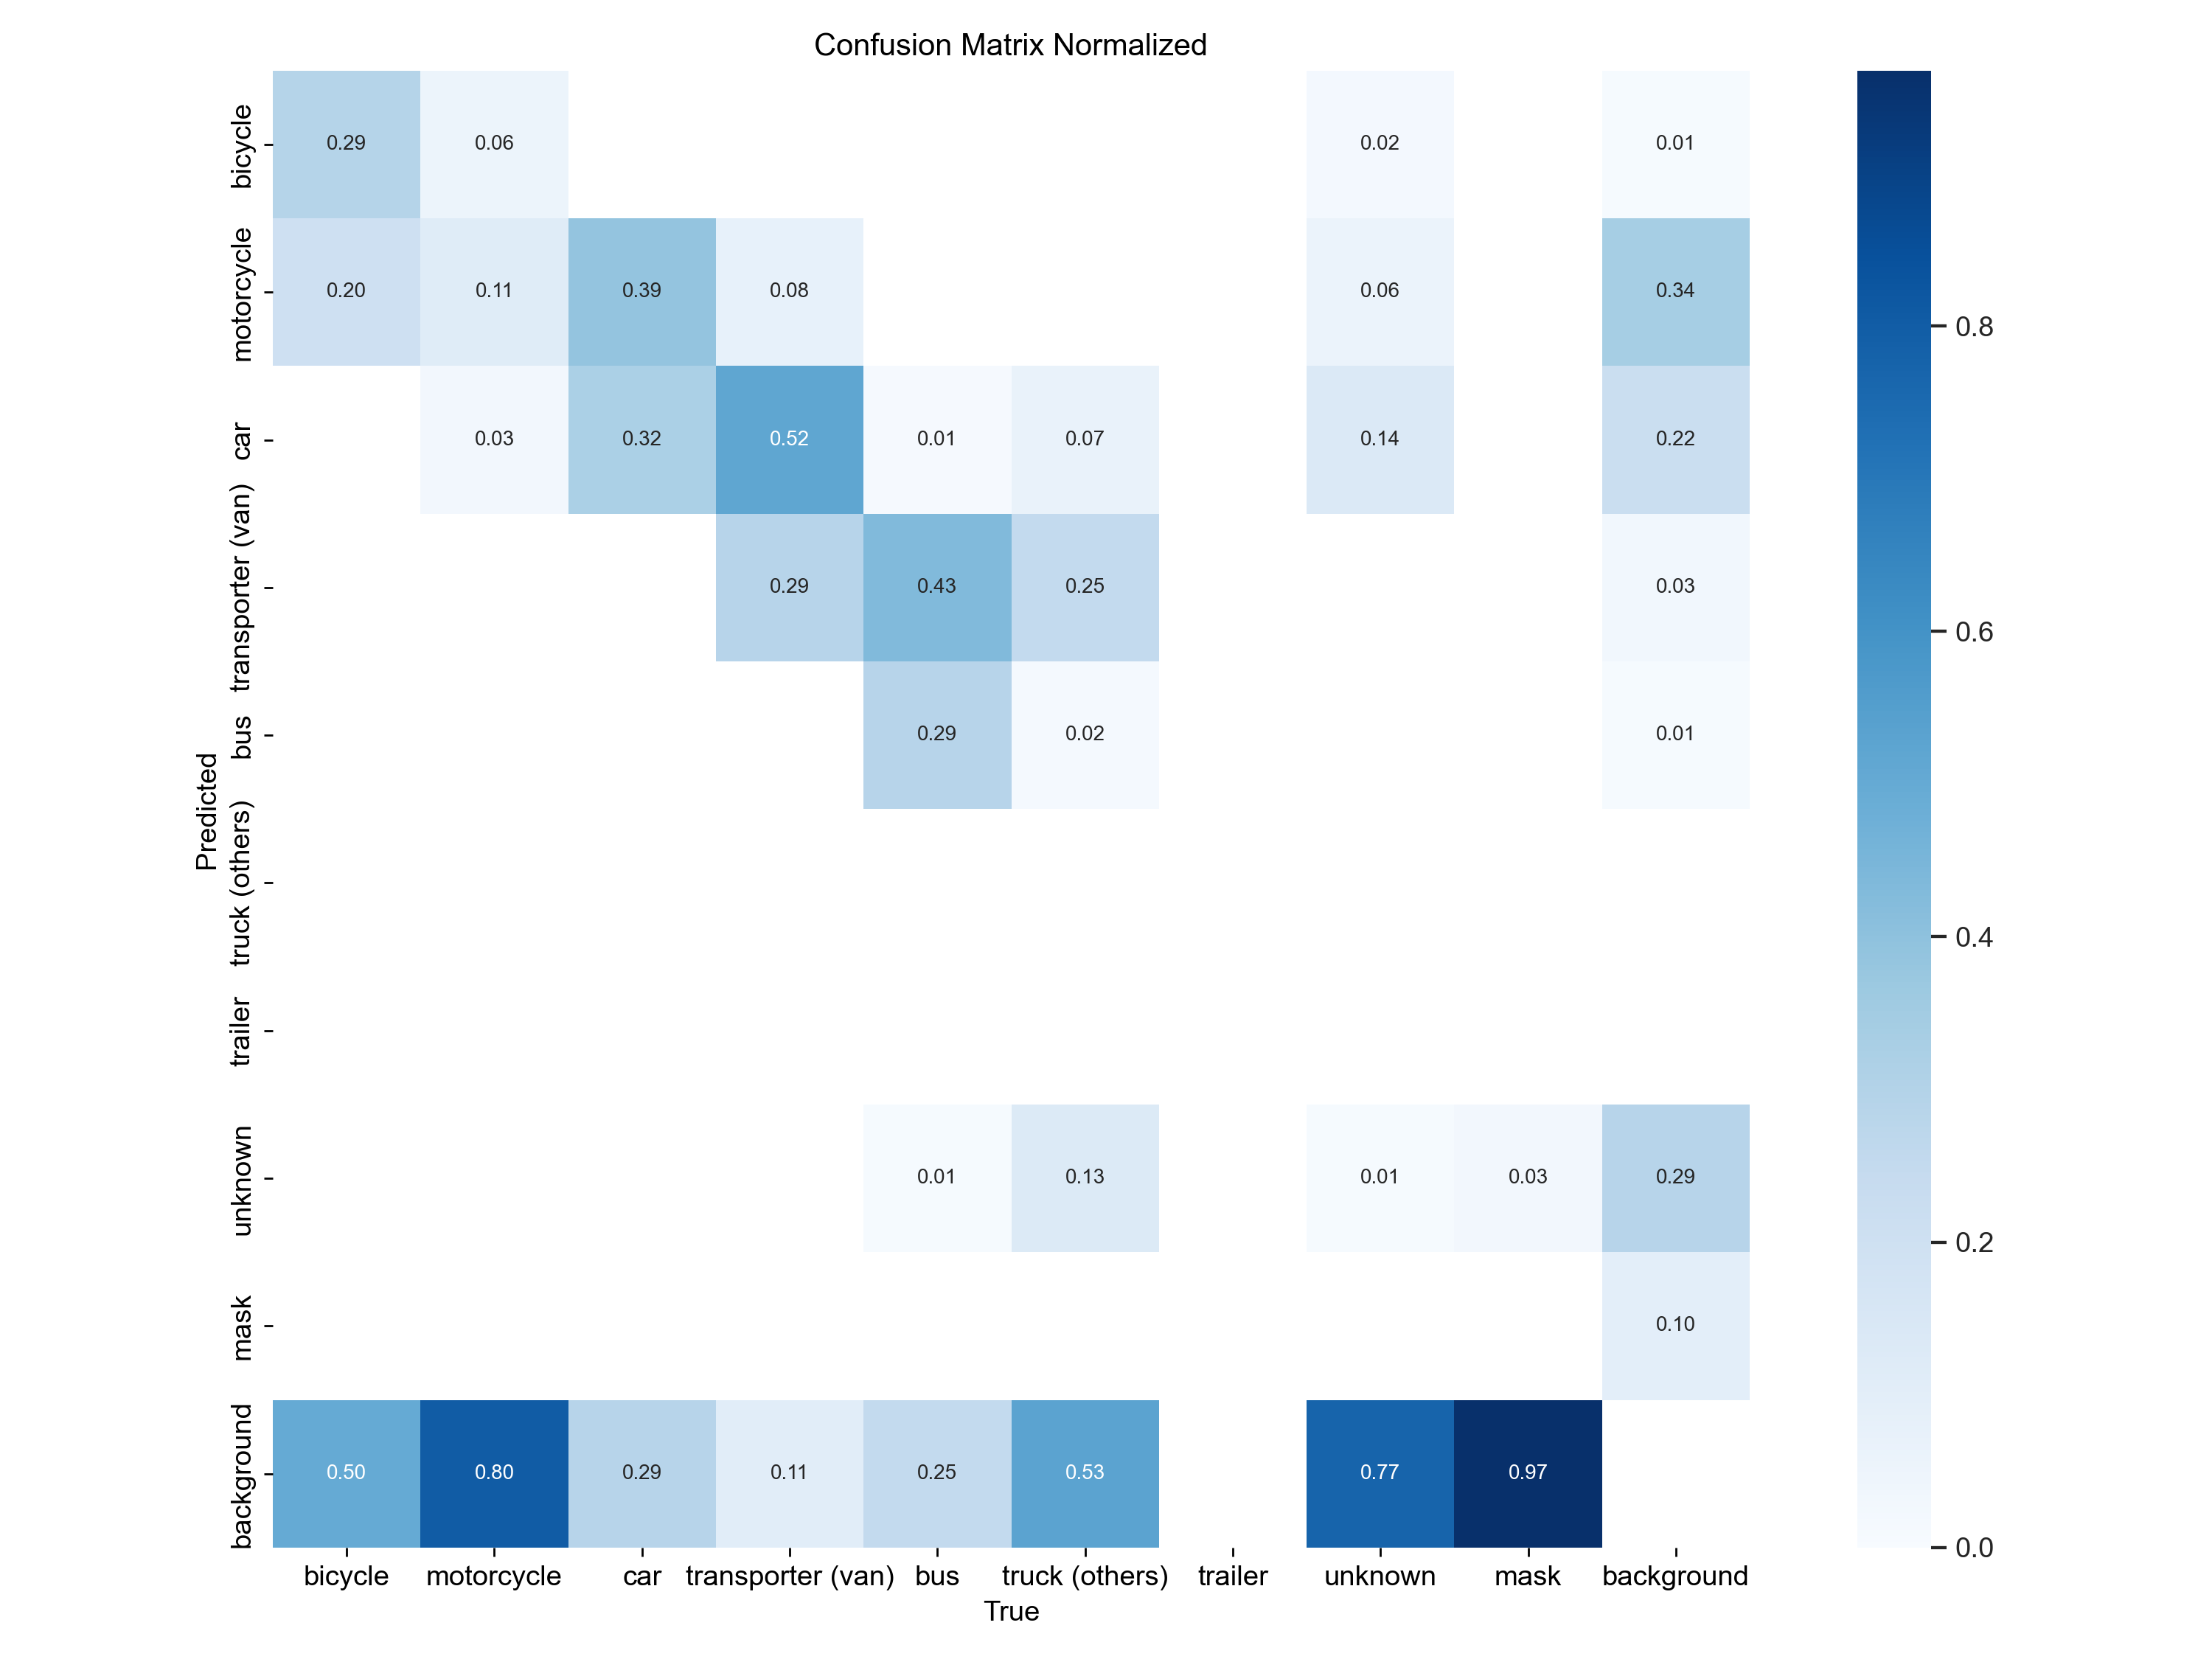 Confusion Matrix Normalized
bicycle
0.29
0.06
0.02
0.01
motorcycle
0.20
0.11
0.39
0.08
0.06
0.34
0.8
car
0.03
0.32
0.52
0.01
0.07
0.14
0.22
transporter (van)
0.29
0.43
0.25
0.03
0.6
bus
0.29
0.02
0.01
Predicted
truck (others)
0.4
trailer
unknown
0.01
0.13
0.01
0.03
0.29
0.2
mask
0.10
background
0.50
0.80
0.29
0.11
0.25
0.53
0.77
0.97
0.0
bicycle
motorcycle
car
transporter (van)
bus
truck (others)
trailer
unknown
mask
background
True